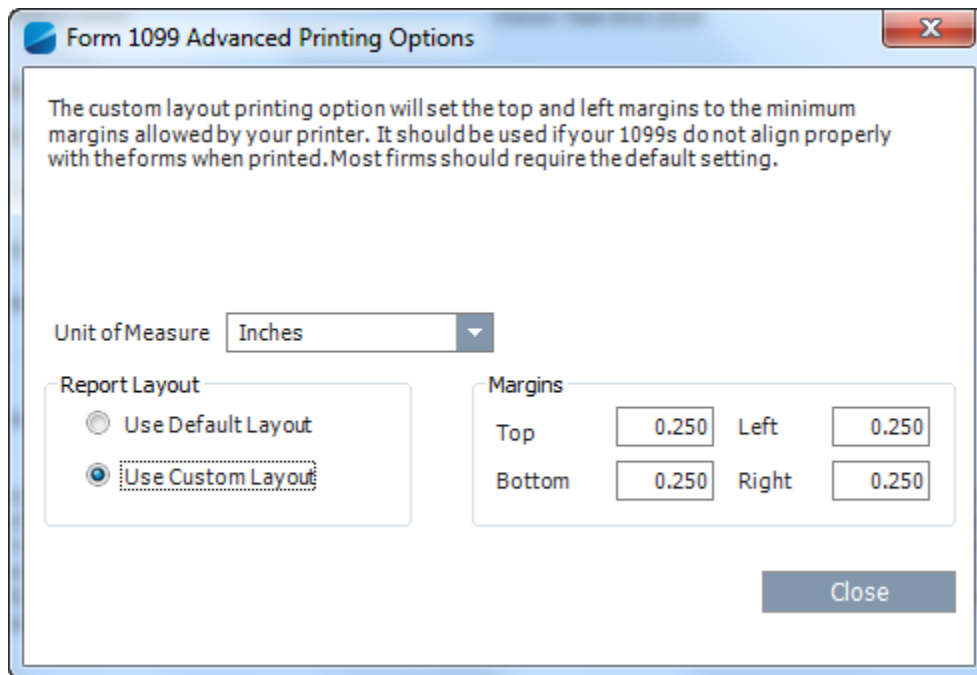 Form 1099 Advanced Printing Options
The custom layout printing option will set the top and left margins to the minimum
margins allowed by your printer. It should be used if your 1099s do not align properly
with the forms when printed. Most firms should require the default setting.
Unit of Measure Inches
Report Layout
Use Default Layout
Use Custom Layout
Margins
Top 0.250 Left 0.250
Bottom 0.250 Right 0.250
Close